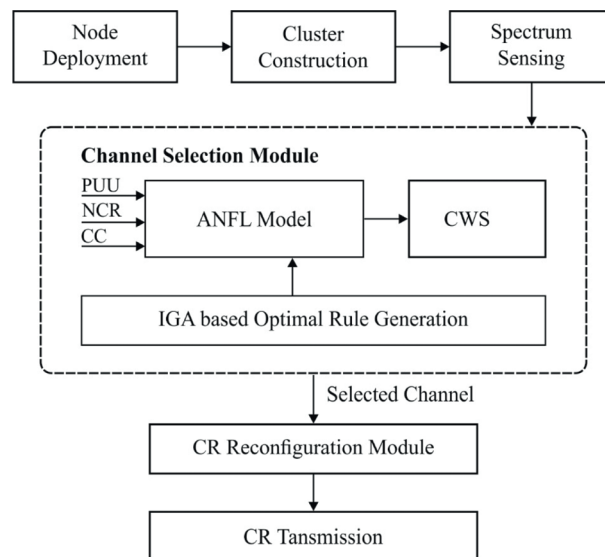 Node
Deployment
Cluster
Construction
Spectrum
Sensing
Channel Selection Module
PUU
NCR
CC
ANFL Model
CWS
IGA based Optimal Rule Generation
Selected Channel
CR Reconfiguration Module
CR Tansmission